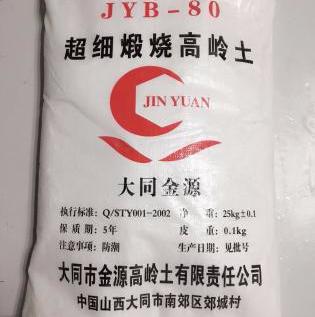 JYB-80
超细煅烧高岭土
JIN YUAN
大同金源
执行标准: Q/STY001-2002 净 重: 25kg±0.1
保质期: 5年 皮 重: 0.1kg
注意事项: 防潮 生产日期: 见批号
大同市金源高岭土有限责任公司
中国山西大同市南郊区郊城村